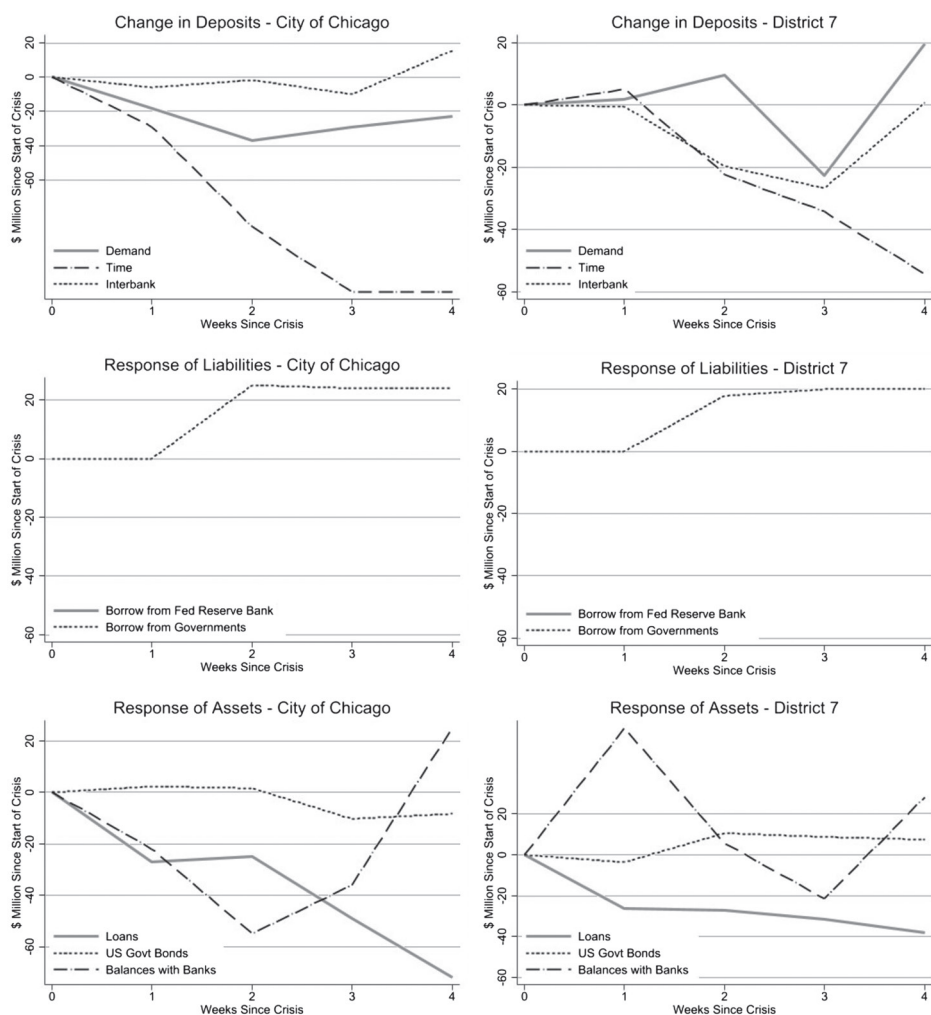 Change in Deposits - City of Chicago
$ Million Since Start of Crisis
20
0
-20
-40
-60
Demand
Time
Interbank
0 1 2 3 4
Weeks Since Crisis
Change in Deposits - District 7
$ Million Since Start of Crisis
20
0
-20
-40
-60
Demand
Time
Interbank
0 1 2 3 4
Weeks Since Crisis
Response of Liabilities - City of Chicago
$ Million Since Start of Crisis
20
0
-20
-40
-60
Borrow from Fed Reserve Bank
Borrow from Governments
0 1 2 3 4
Weeks Since Crisis
Response of Liabilities - District 7
$ Million Since Start of Crisis
20
0
-20
-40
-60
Borrow from Fed Reserve Bank
Borrow from Governments
0 1 2 3 4
Weeks Since Crisis
Response of Assets - City of Chicago
$ Million Since Start of Crisis
20
0
-20
-40
-60
Loans
US Govt Bonds
Balances with Banks
0 1 2 3 4
Weeks Since Crisis
Response of Assets - District 7
$ Million Since Start of Crisis
20
0
-20
-40
-60
Loans
US Govt Bonds
Balances with Banks
0 1 2 3 4
Weeks Since Crisis